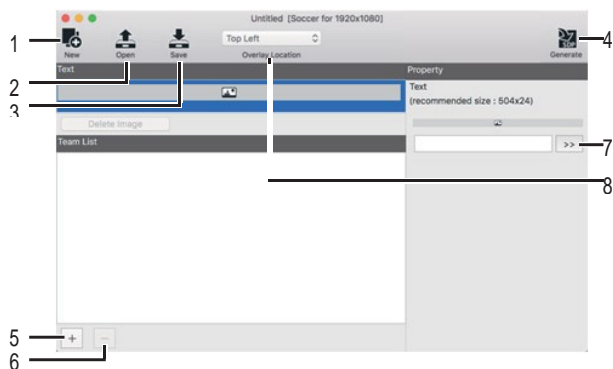 Untitled [Soccer for 1920x1080]
1
2
3
4
Top Left
New
Open
Save
Overlay Location
SDP
Generate
Text
Property
Text
(recommended size : 504x24)
Delete Image
>>
7
Team List
8
+
-
5
6